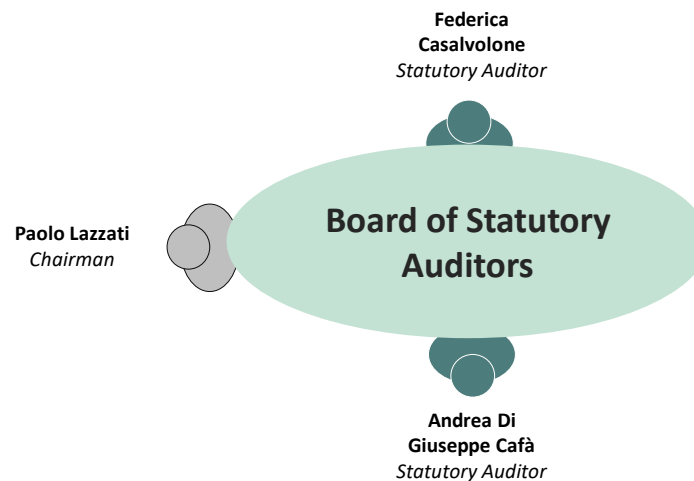 Federica
Casalvolone
Statutory Auditor
Board of Statutory
Auditors
Paolo Lazzati
Chairman
Andrea Di
Giuseppe Cafà
Statutory Auditor